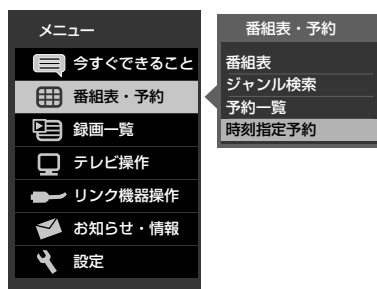 メニュー
今すぐできること
番組表・予約
録画一覧
テレビ操作
リンク機器操作
お知らせ・情報
設定
番組表・予約
番組表
ジャンル検索
予約一覧
時刻指定予約